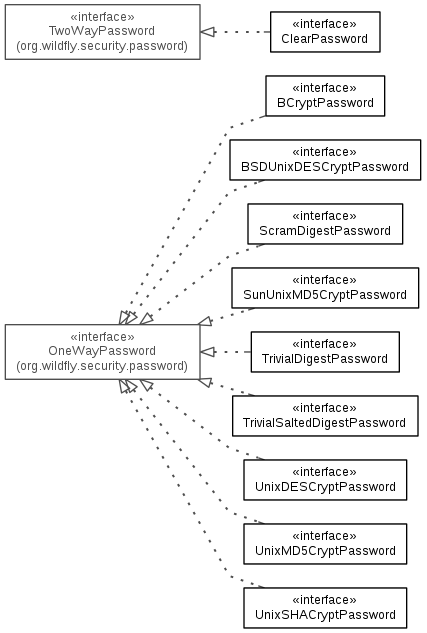 «interface»
TwoWayPassword
(org.wildfly.security.password)
«interface»
ClearPassword
«interface»
BCryptPassword
«interface»
BSDUnixDESCryptPassword
«interface»
ScramDigestPassword
«interface»
SunUnixMD5CryptPassword
«interface»
OneWayPassword
(org.wildfly.security.password)
«interface»
TrivialDigestPassword
«interface»
TrivialSaltedDigestPassword
«interface»
UnixDESCryptPassword
«interface»
UnixMD5CryptPassword
«interface»
UnixSHACryptPassword